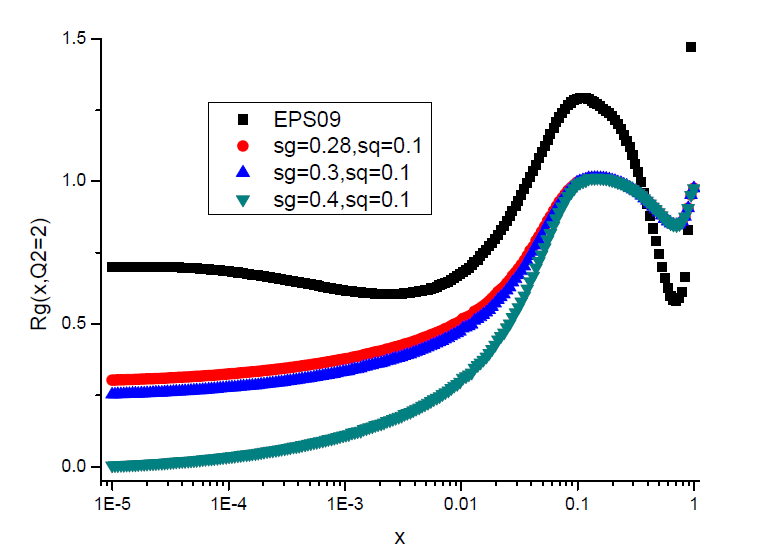 1.5
EPS09
sg=0.28,sq=0.1
sg=0.3,sq=0.1
sg=0.4,sq=0.1
1.0
Rg(x,Q2=2)
0.5
0.0
1E-5 1E-4 1E-3 0.01 0.1 1
x